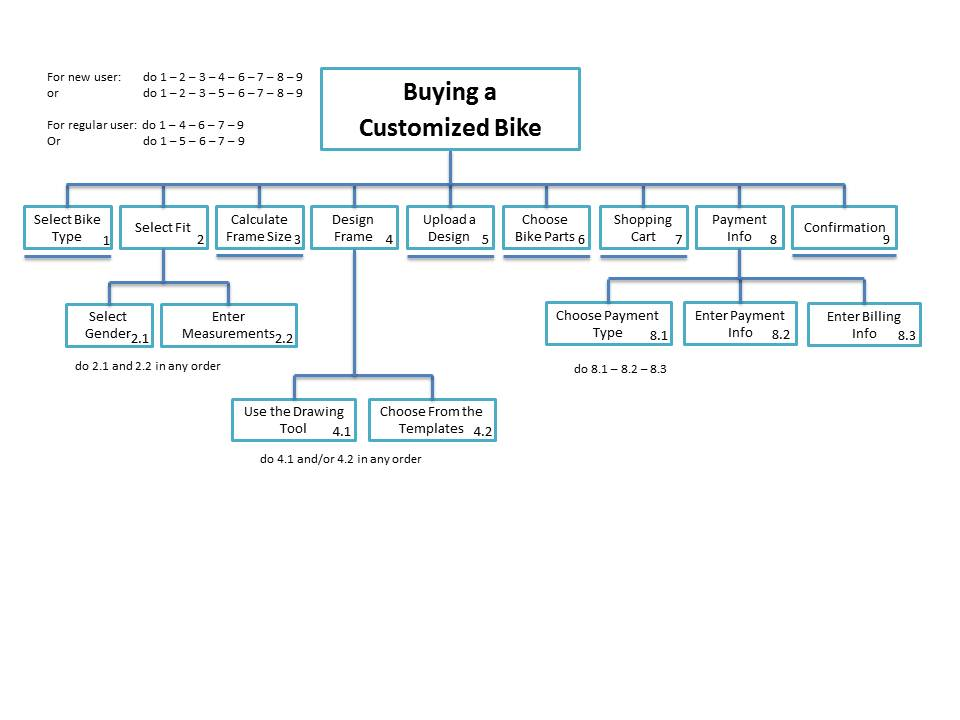 For new user: do 1 – 2 – 3 – 4 – 6 – 7 – 8 – 9
or do 1 – 2 – 3 – 5 – 6 – 7 – 8 – 9
For regular user: do 1 – 4 – 6 – 7 – 9
Or do 1 – 5 – 6 – 7 – 9
Buying a
Customized Bike
Select Bike
Type 1
Select Fit 2
Calculate
Frame Size 3
Design
Frame 4
Upload a
Design 5
Choose
Bike Parts 6
Shopping
Cart 7
Payment
Info 8
Confirmation 9
Select
Gender 2.1
Enter
Measurements 2.2
do 2.1 and 2.2 in any order
Choose Payment
Type 8.1
Enter Payment
Info 8.2
Enter Billing
Info 8.3
do 8.1 – 8.2 – 8.3
Use the Drawing
Tool 4.1
Choose From the
Templates 4.2
do 4.1 and/or 4.2 in any order